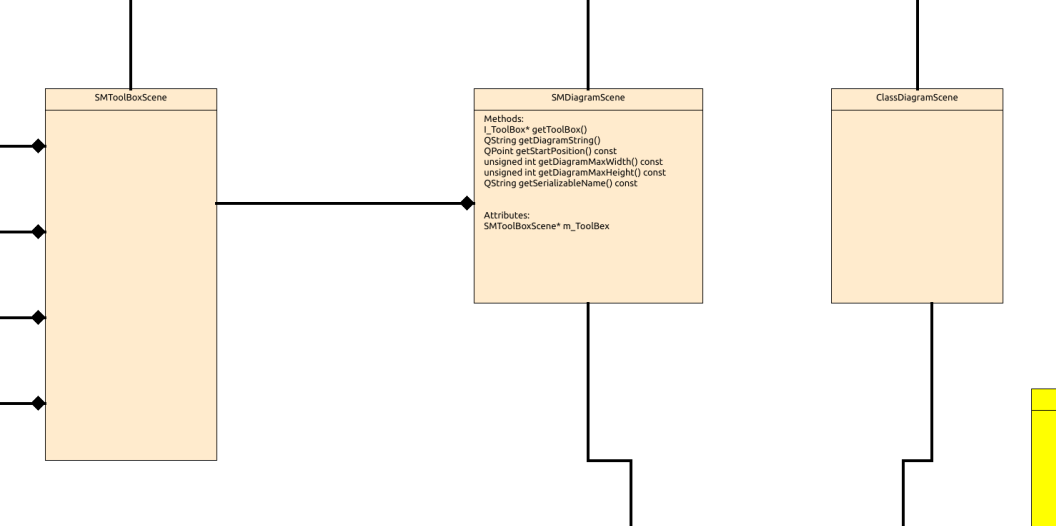 SMToolBoxScene
SMDiagramScene
Methods:
I_ToolBox* getToolBox()
QString getDiagramString()
QPoint getStartPosition() const
unsigned int getDiagramMaxWidth() const
unsigned int getDiagramMaxHeight() const
QString getSerializableName() const
Attributes:
SMToolBoxScene* m_ToolBex
ClassDiagramScene